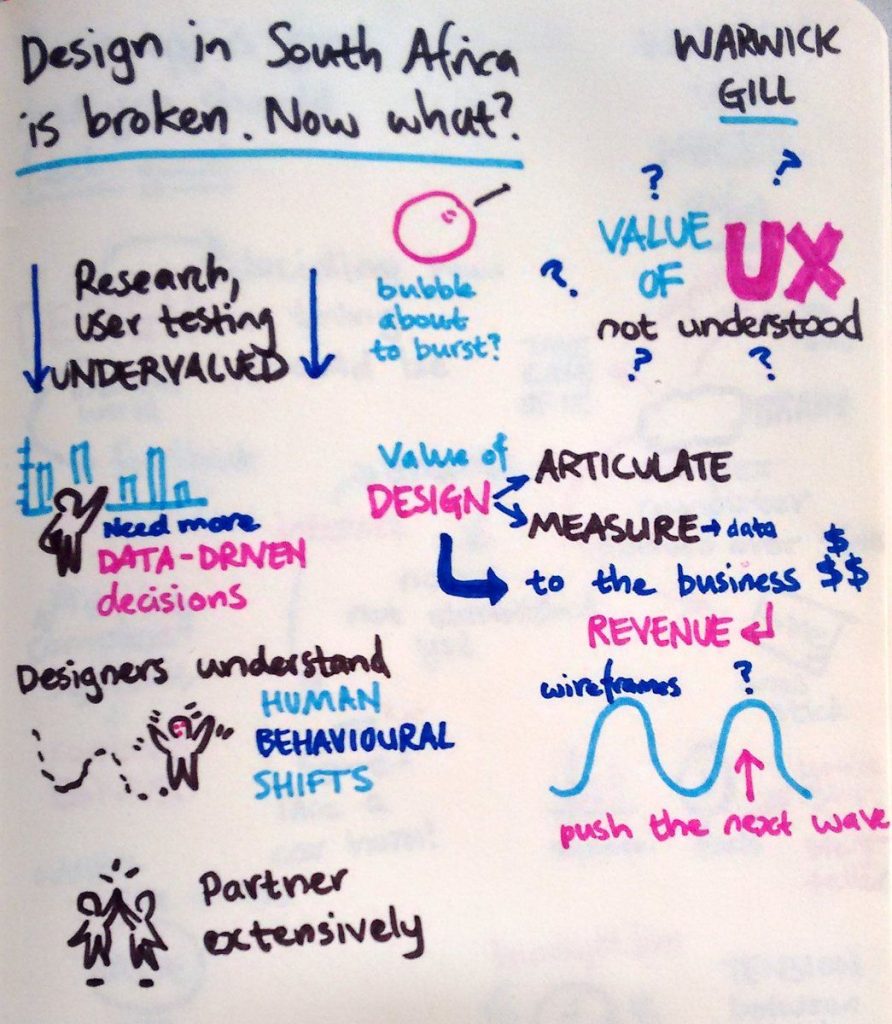 Design in South Africa
is broken. Now what?
WARWICK
GILL
Research,
user testing
UNDERVALUED
bubble
about
to burst?
? ?
VALUE
OF UX
?
not understood
? ?
Need more
DATA-DRIVEN
decisions
Value of
DESIGN
ARTICULATE
MEASURE → data
to the business $ $$
REVENUE
Designers understand
HUMAN
BEHAVIOURAL
SHIFTS
wireframes ?
push the next wave
Partner
extensively